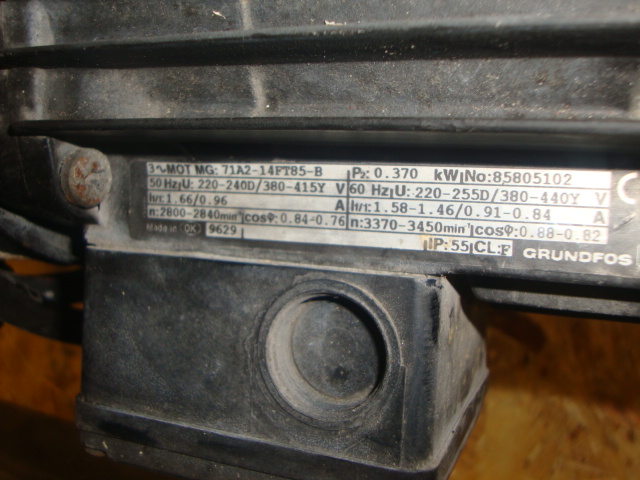 3~MOT MG: 71A2-14FT85-B P₂: 0.370 kW No:85805102
50 Hz U: 220-240D/380-415Y V 60 Hz U: 220-255D/380-440Y V
I1/1: 1.66/0.96 A I1/1: 1.58-1.46/0.91-0.84 A
n:2800-2840min⁻¹ cosφ:0.84-0.76 n:3370-3450min⁻¹ cosφ:0.88-0.82
Made in DK 9629 IP:55 CL:F GRUNDFOS